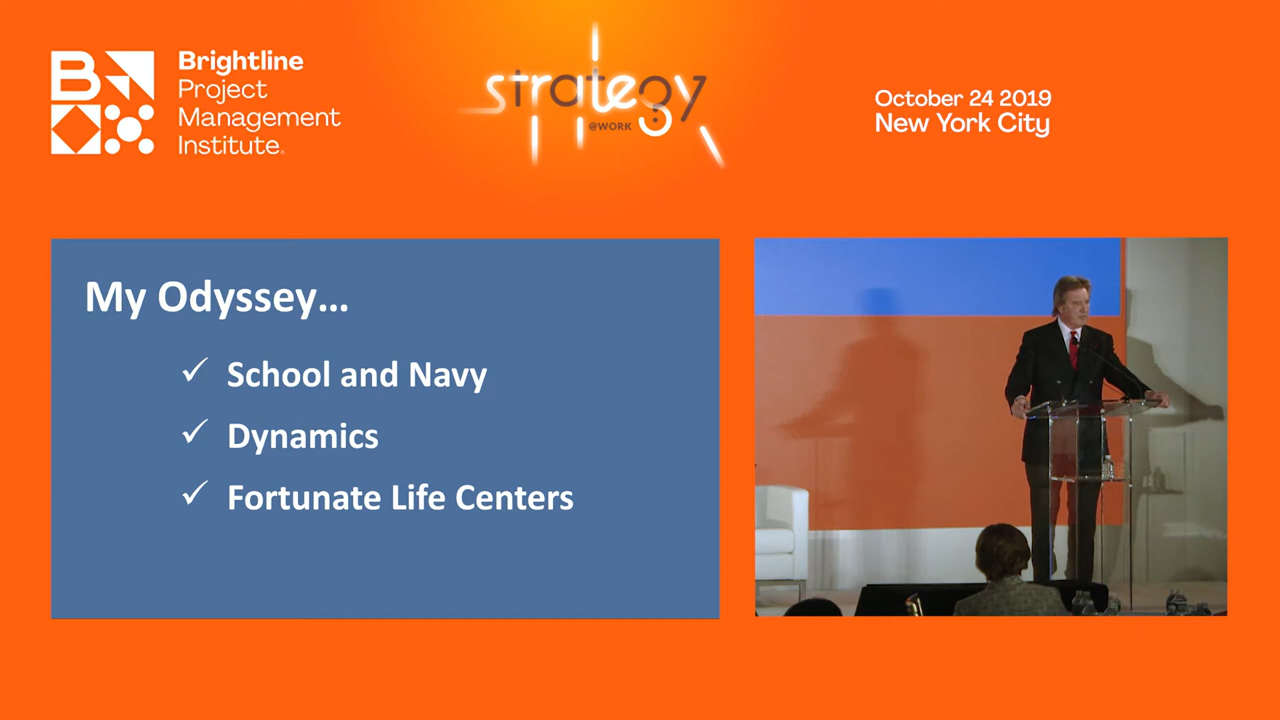 B
Brightline
Project
Management
Institute.
strategy
@WORK
October 24 2019
New York City
My Odyssey...
✓ School and Navy
✓ Dynamics
✓ Fortunate Life Centers